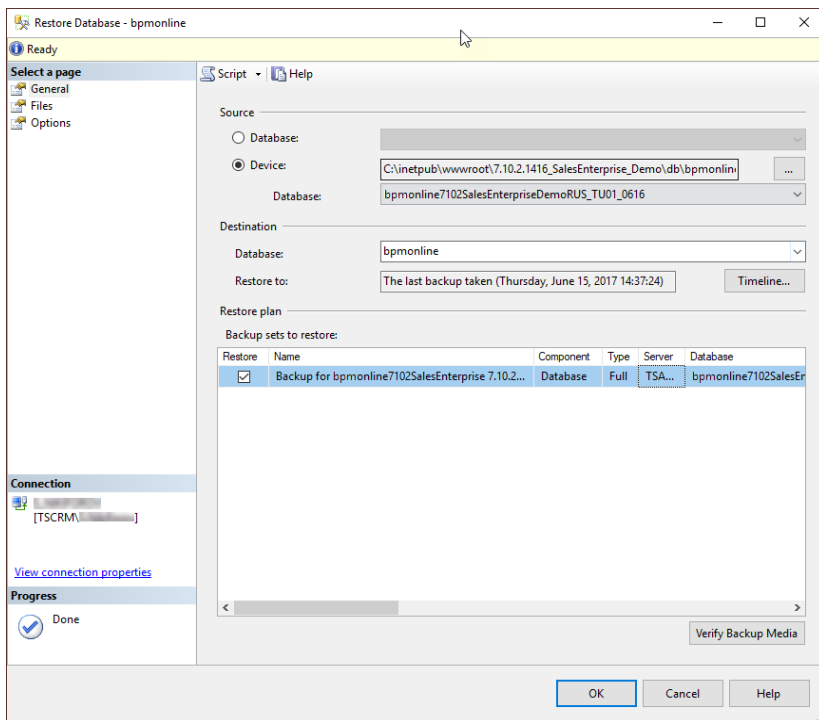 Restore Database - bpmonline
Ready
Select a page
General
Files
Options
Script
Help
Source
Database:
Device:
C:\inetpub\wwwroot\7.10.2.1416_SalesEnterprise_Demo\db\bpmonlin
...
Database:
bpmonline7102SalesEnterpriseDemoRUS_TU01_0616
Destination
Database:
bpmonline
Restore to:
The last backup taken (Thursday, June 15, 2017 14:37:24)
Timeline...
Restore plan
Backup sets to restore:
Restore Name Component Type Server Database
Backup for bpmonline7102SalesEnterprise 7.10.2... Database Full TSA... bpmonline7102SalesEr
Connection
[TSCRM\ ]
View connection properties
Progress
Done
Verify Backup Media
OK Cancel Help